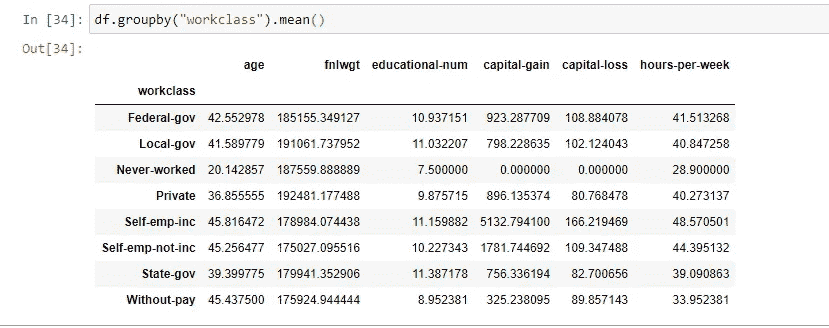 In [34]: df.groupby("workclass").mean()
Out[34]:
age fnlwgt educational-num capital-gain capital-loss hours-per-week
workclass
Federal-gov 42.552978 185155.349127 10.937151 923.287709 108.884078 41.513268
Local-gov 41.589779 191061.737952 11.032207 798.228635 102.124043 40.847258
Never-worked 20.142857 187559.888889 7.500000 0.000000 0.000000 28.900000
Private 36.855555 192481.177488 9.875715 896.135374 80.768478 40.273137
Self-emp-inc 45.816472 178984.074438 11.159882 5132.794100 166.219469 48.570501
Self-emp-not-inc 45.256477 175027.095516 10.227343 1781.744692 109.347488 44.395132
State-gov 39.399775 179941.352906 11.387178 756.336194 82.700656 39.090863
Without-pay 45.437500 175924.944444 8.952381 325.238095 89.857143 33.952381